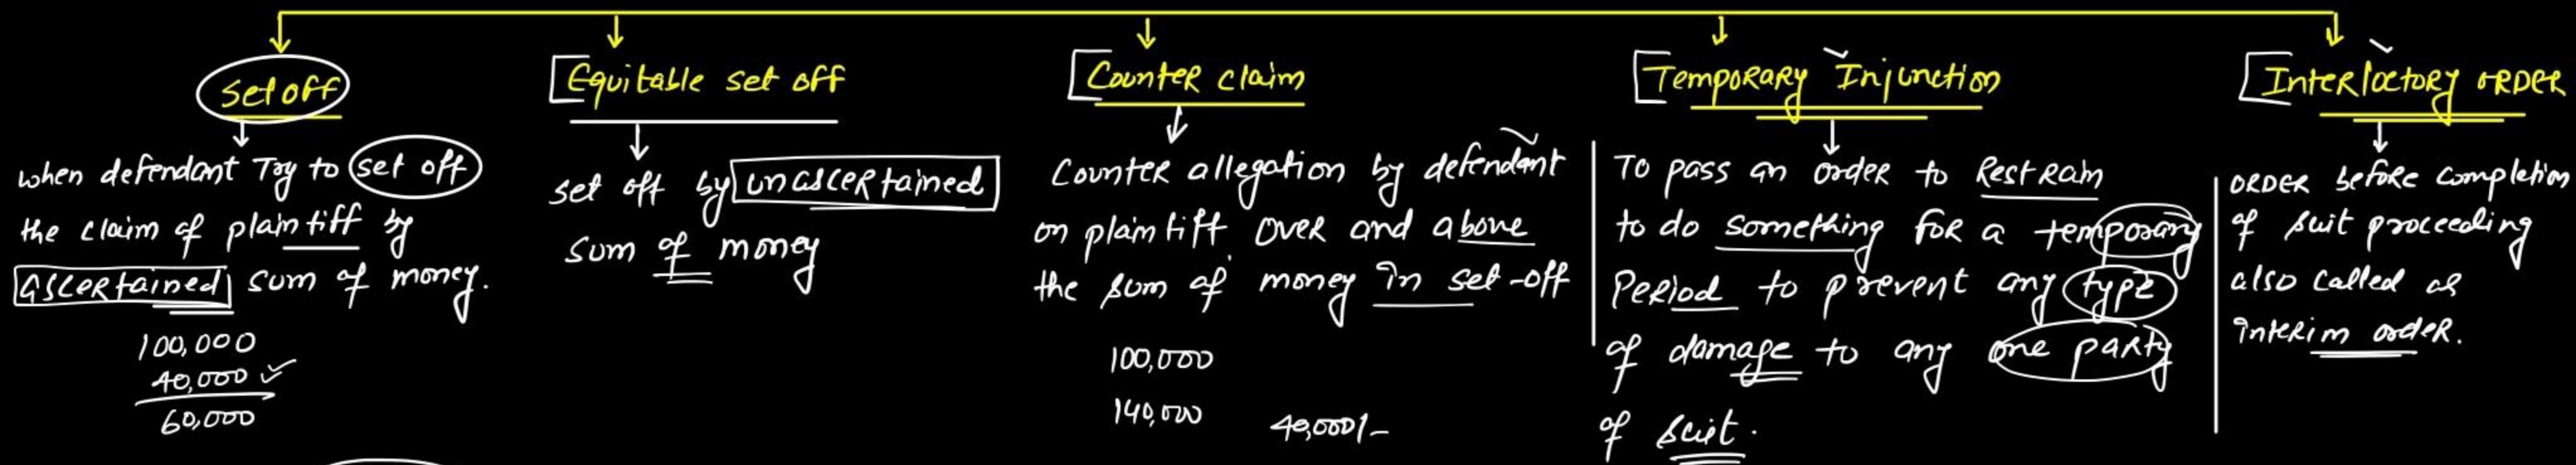 Set off
when defendant Try to set off
the claim of plaintiff by
ascertained sum of money.
100,000
40,000
60,000
Equitable set off
set off by unascertained
sum of money
Counter claim
Counter allegation by defendant
on plaintiff over and above
the sum of money in set-off
100,000
140,000 40,000/-
Temporary Injunction
To pass an order to Restrain
to do something for a temporary
Period to prevent any type
of damage to any one party
of suit.
Interloctory order
order before completion
of suit proceeding
also called as
interim order.